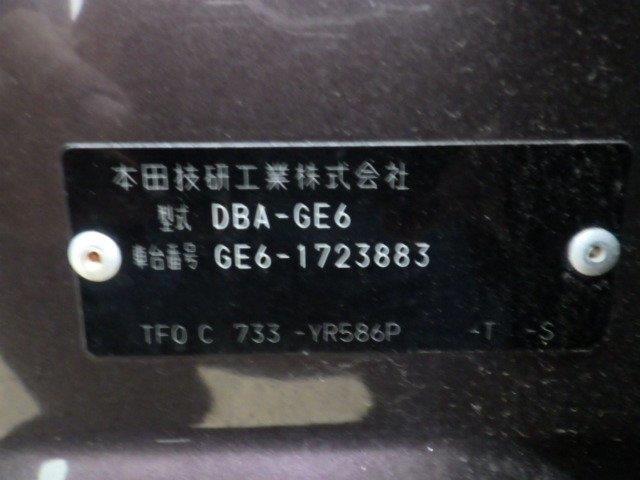 本田技研工業株式会社
型式 DBA-GE6
車台番号 GE6-1723883
TF0 C 733 -YR586P -T -S